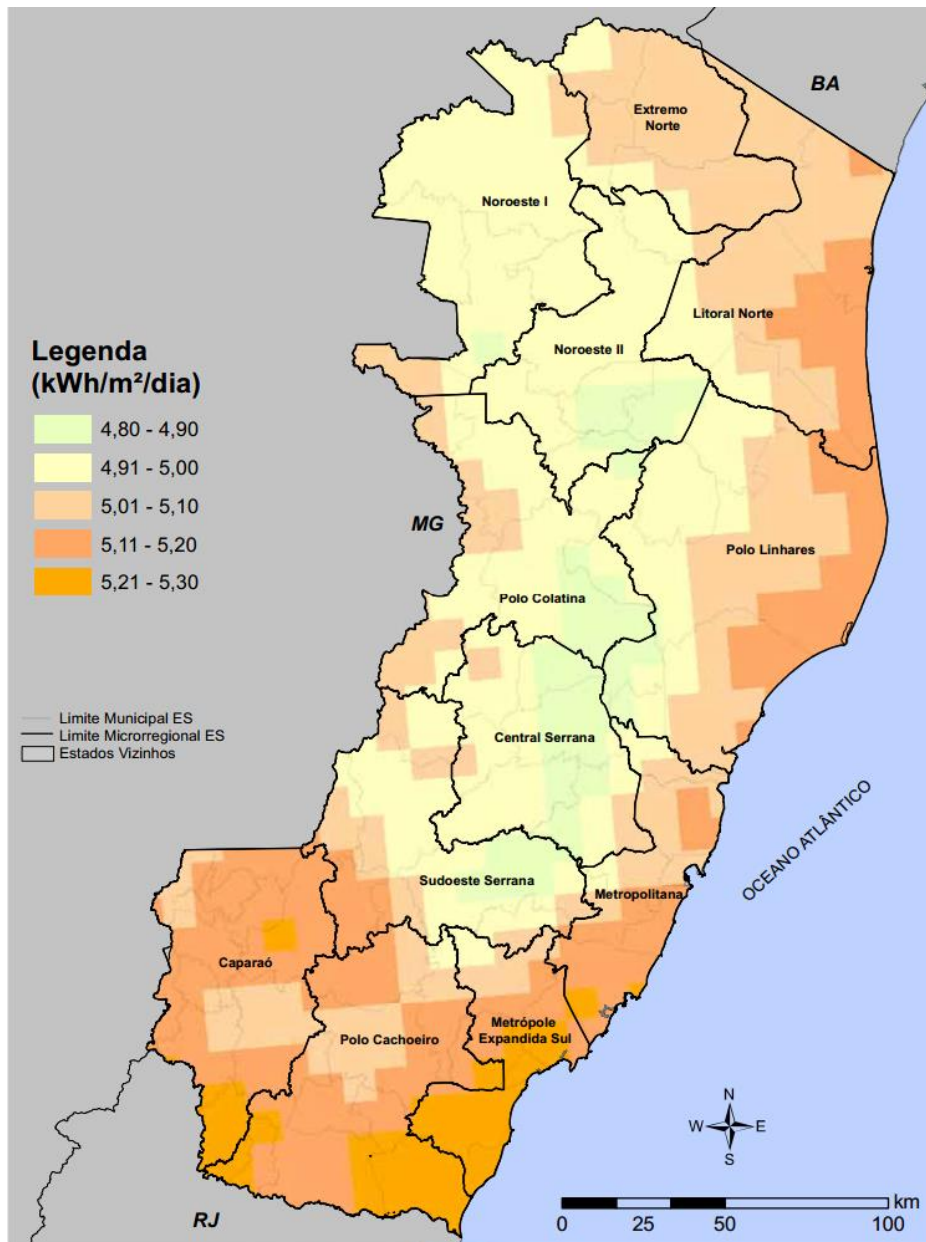 BA
Extremo
Norte
Noroeste I
Litoral Norte
Noroeste II
Legenda
(kWh/m²/dia)
4,80 - 4,90
4,91 - 5,00
5,01 - 5,10
5,11 - 5,20
5,21 - 5,30
MG
Polo Linhares
Polo Colatina
Limite Municipal ES
Limite Microrregional ES
Estados Vizinhos
Central Serrana
OCEANO ATLÂNTICO
Sudoeste Serrana
Metropolitana
Caparaó
Metrópole
Expandida Sul
Polo Cachoeiro
N
W E
S
RJ
km
0 25 50 100